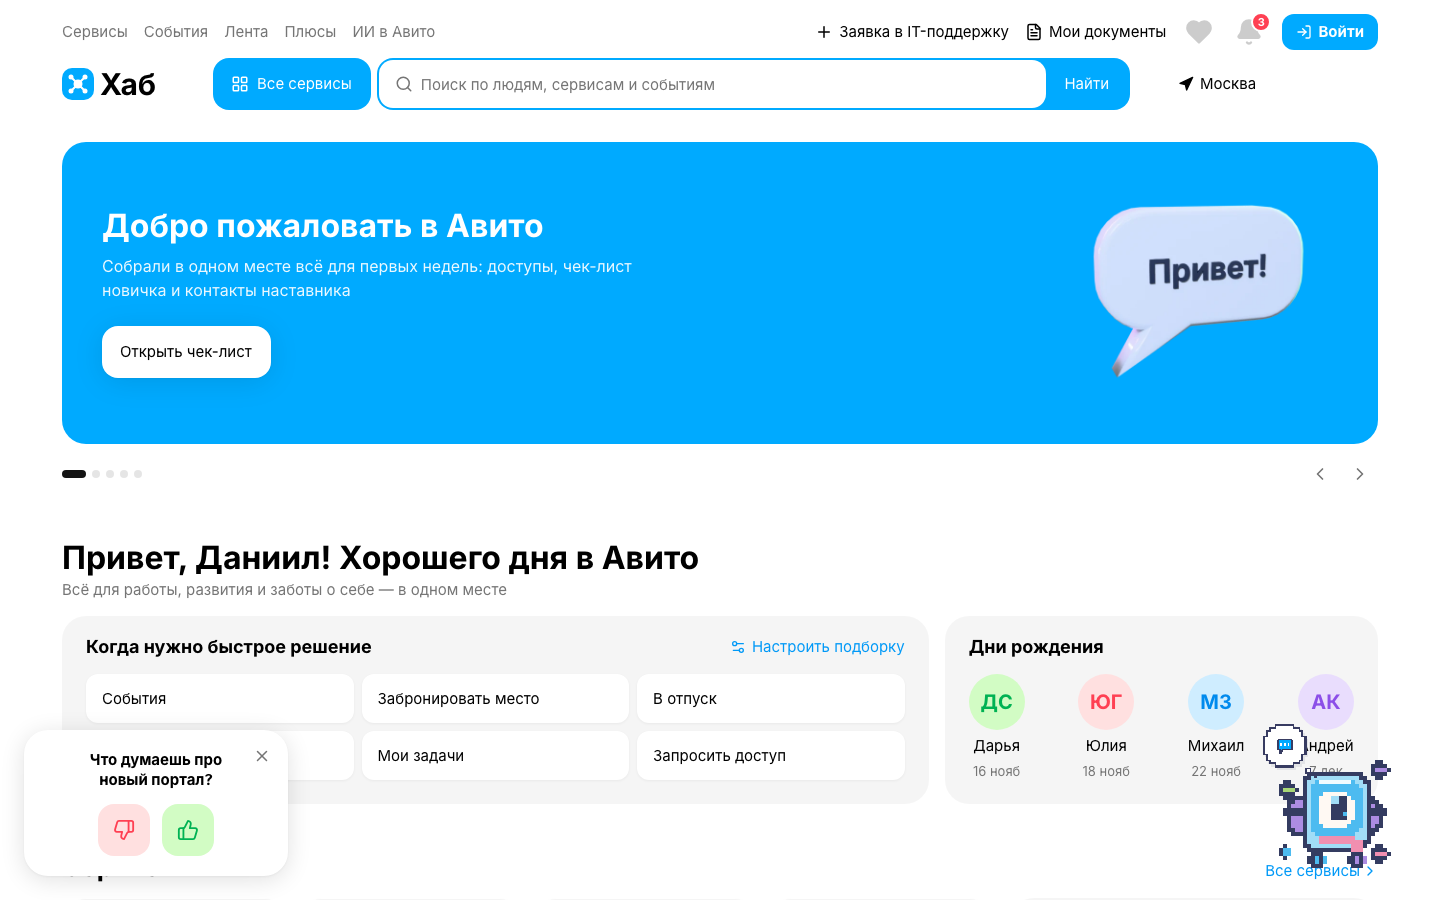 Сервисы События Лента Плюсы ИИ в Авито
Заявка в IT-поддержку Мои документы 3 Войти
Хаб Все сервисы Поиск по людям, сервисам и событиям Найти Москва
Добро пожаловать в Авито
Собрали в одном месте всё для первых недель: доступы, чек-лист
новичка и контакты наставника
Открыть чек-лист
Привет!
Привет, Даниил! Хорошего дня в Авито
Всё для работы, развития и заботы о себе — в одном месте
Когда нужно быстрое решение Настроить подборку
События Забронировать место В отпуск
Мои задачи Запросить доступ
Дни рождения
ДС ЮГ МЗ АК
Дарья Юлия Михаил Андрей
16 нояб 18 нояб 22 нояб 7 дек
Что думаешь про
новый портал?
Все сервисы